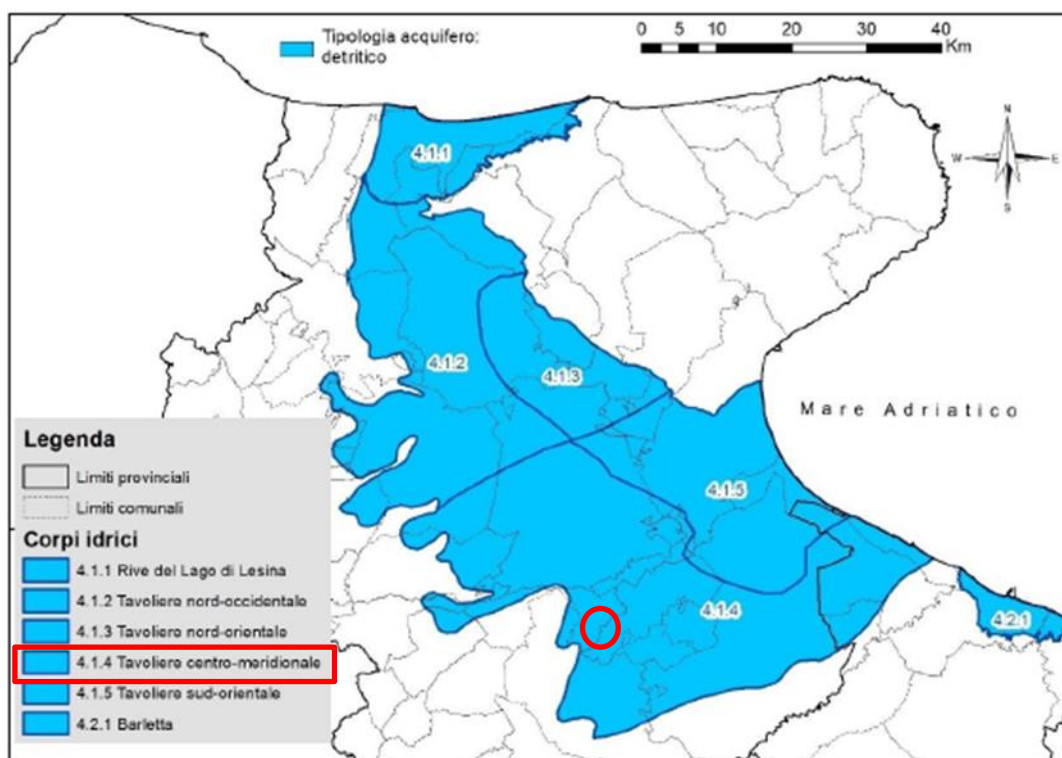 Tipologia acquifero:
detritico
0 5 10 20 30 40
Km
N
W E
S
4.1.1
4.1.2
4.1.3
Mare Adriatico
4.1.5
4.1.4
4.2.1
Legenda
Limiti provinciali
Limiti comunali
Corpi idrici
4.1.1 Rive del Lago di Lesina
4.1.2 Tavoliere nord-occidentale
4.1.3 Tavoliere nord-orientale
4.1.4 Tavoliere centro-meridionale
4.1.5 Tavoliere sud-orientale
4.2.1 Barletta